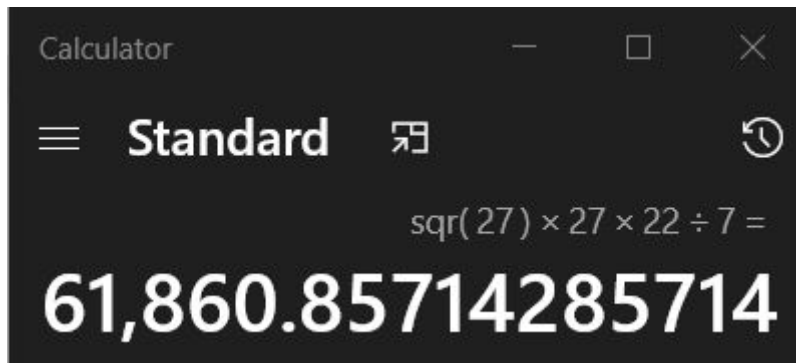 Calculator
Standard
sqr( 27 ) × 27 × 22 ÷ 7 =
61,860.85714285714